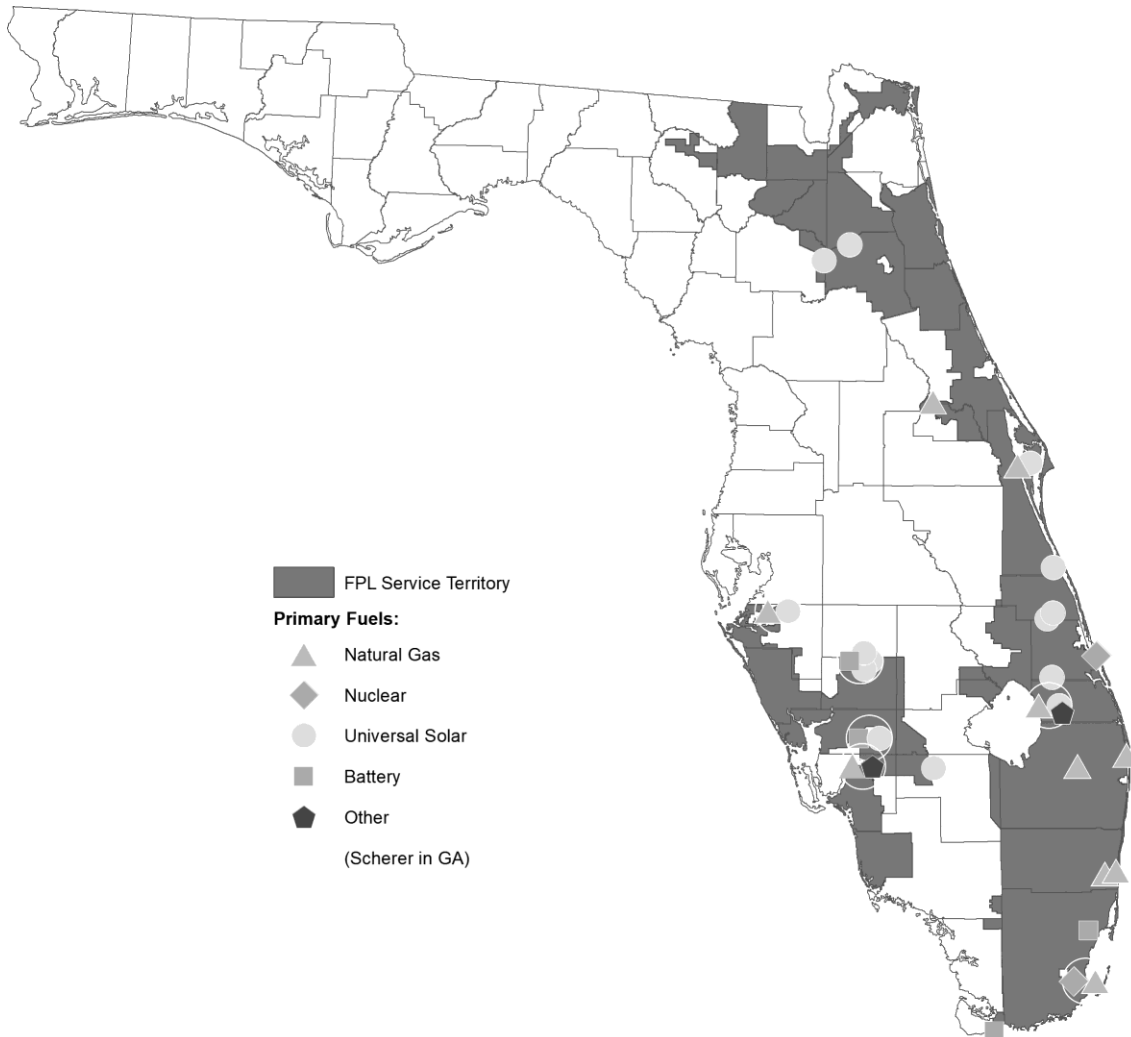 FPL Service Territory
Primary Fuels:
Natural Gas
Nuclear
Universal Solar
Battery
Other
(Scherer in GA)